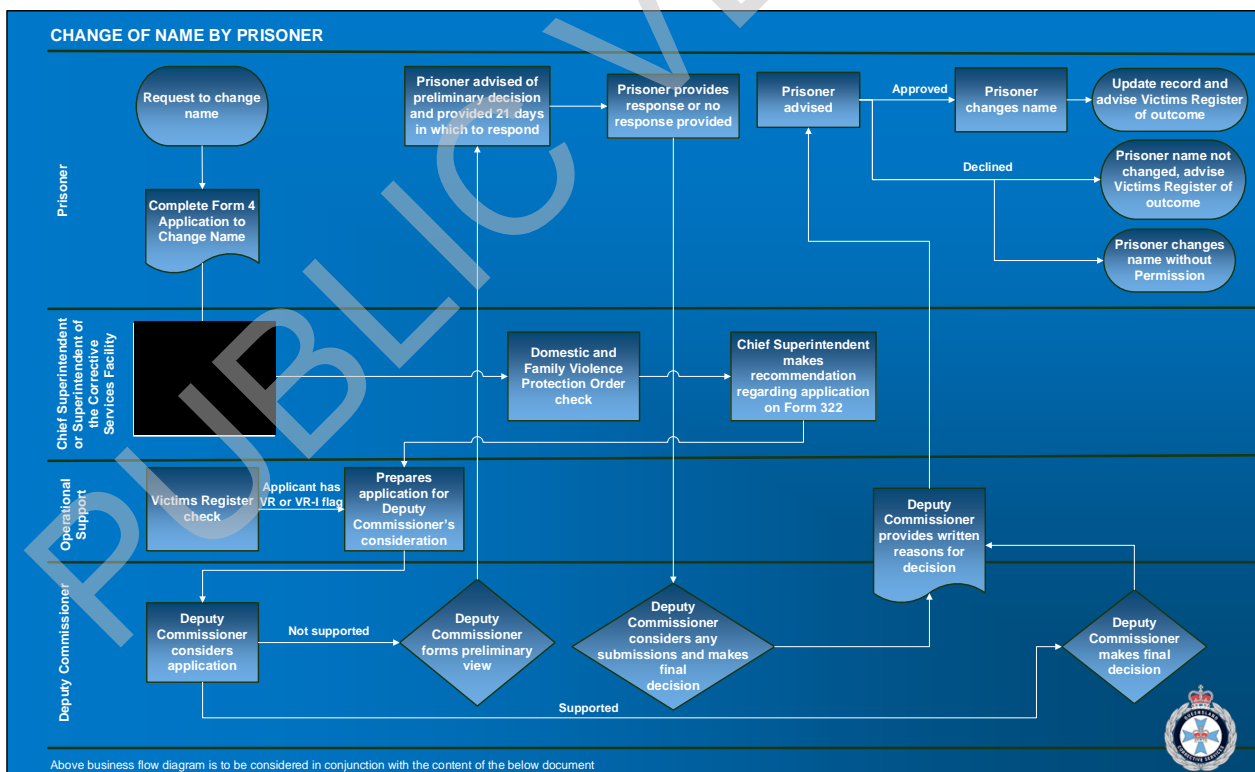 CHANGE OF NAME BY PRISONER
Prisoner
Request to change
name
Complete Form 4
Application to
Change Name
Prisoner advised of
preliminary decision
and provided 21 days
in which to respond
Prisoner provides
response or no
response provided
Prisoner
advised
Approved
Prisoner
changes name
Update record and
advise Victims Register
of outcome
Declined
Prisoner name not
changed, advise
Victims Register of
outcome
Prisoner changes
name without
Permission
Chief Superintendent
or Superintendent of
the Corrective
Services Facility
Domestic and
Family Violence
Protection Order
check
Chief Superintendent
makes
recommendation
regarding application
on Form 322
Operational
Support
Victims Register
check
Applicant has
VR or VR-I flag
Prepares
application for
Deputy
Commissioner's
consideration
Deputy
Commissioner
provides written
reasons for
decision
Deputy Commissioner
Deputy
Commissioner
considers
application
Not supported
Deputy
Commissioner
forms preliminary
view
Deputy
Commissioner
considers any
submissions and makes
final
decision
Deputy
Commissioner
makes final
decision
Supported
QUEENSLAND
CORRECTIVE SERVICES
Above business flow diagram is to be considered in conjunction with the content of the below document
PUBLIC